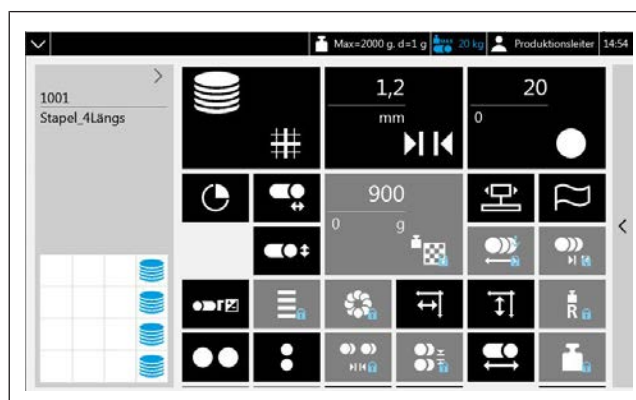 Max=2000 g, d=1 g 20 kg Produktionsleiter 14:54
1001
Stapel_4Längs
1,2
mm
20
0
900
0 g
R